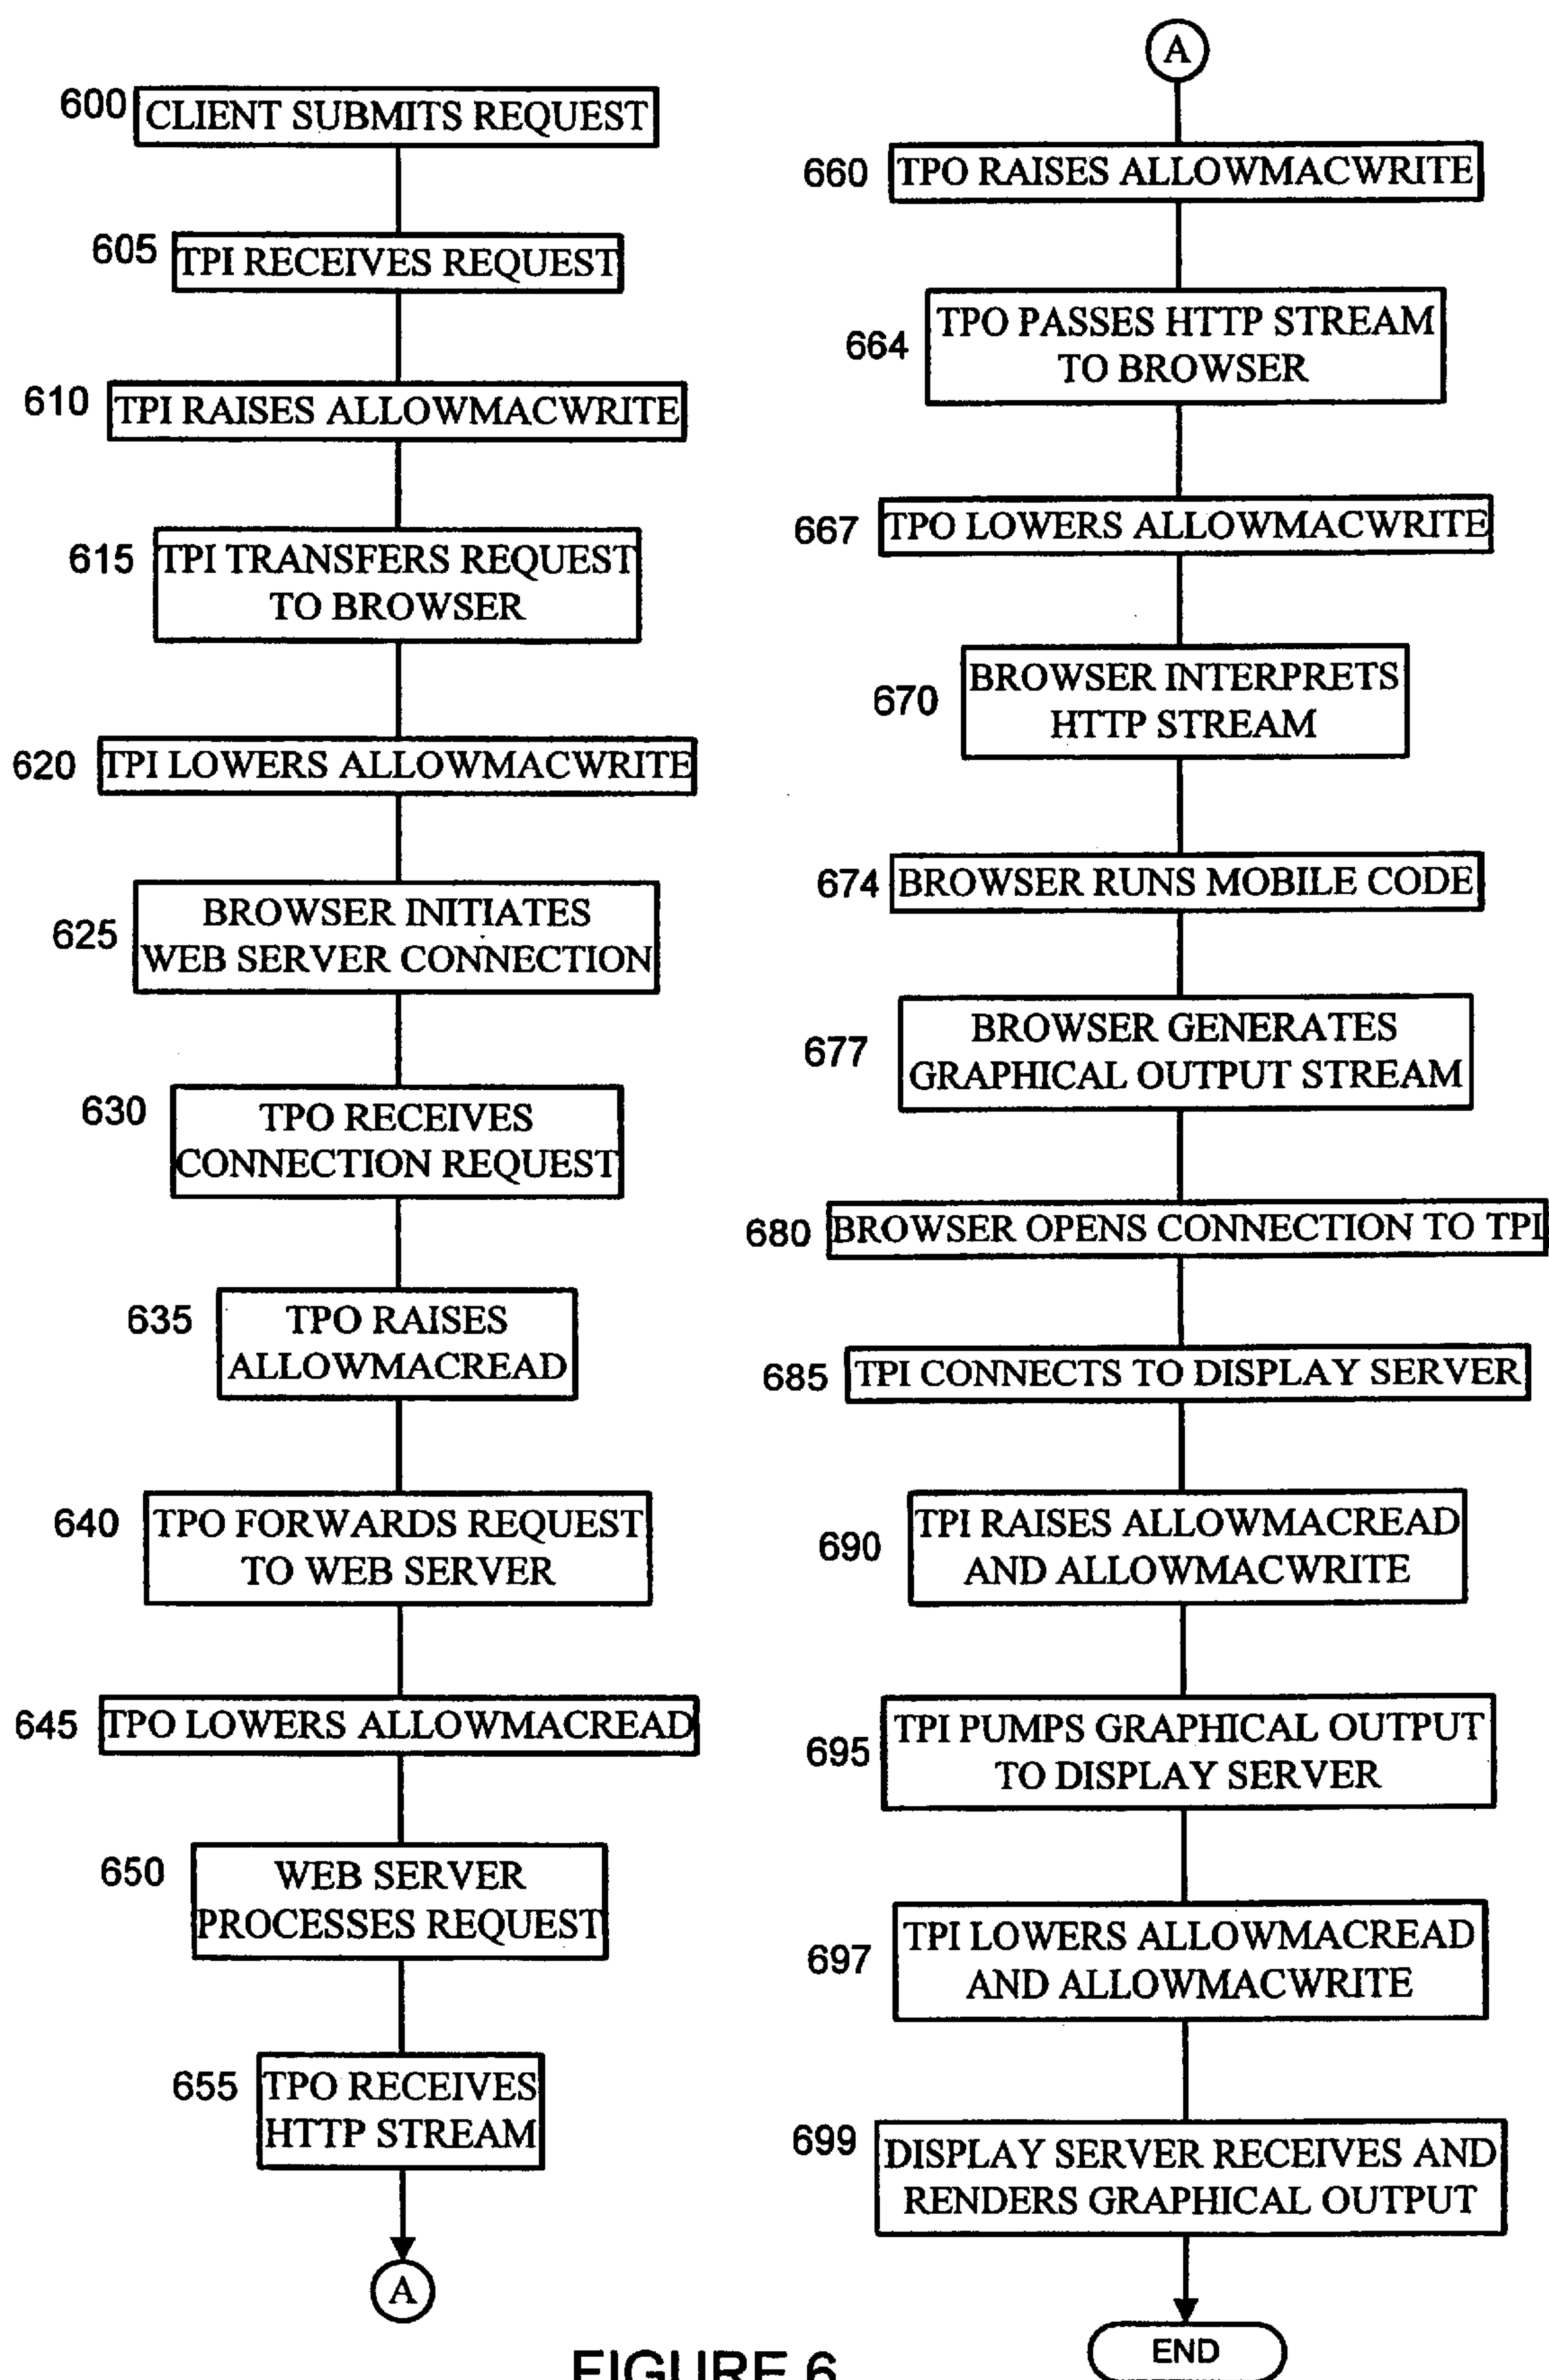 600 CLIENT SUBMITS REQUEST
605 TPI RECEIVES REQUEST
610 TPI RAISES ALLOWMACWRITE
615 TPI TRANSFERS REQUEST
TO BROWSER
620 TPI LOWERS ALLOWMACWRITE
625 BROWSER INITIATES
WEB SERVER CONNECTION
630 TPO RECEIVES
CONNECTION REQUEST
635 TPO RAISES
ALLOWMACREAD
640 TPO FORWARDS REQUEST
TO WEB SERVER
645 TPO LOWERS ALLOWMACREAD
650 WEB SERVER
PROCESSES REQUEST
655 TPO RECEIVES
HTTP STREAM
A
A
660 TPO RAISES ALLOWMACWRITE
664 TPO PASSES HTTP STREAM
TO BROWSER
667 TPO LOWERS ALLOWMACWRITE
670 BROWSER INTERPRETS
HTTP STREAM
674 BROWSER RUNS MOBILE CODE
677 BROWSER GENERATES
GRAPHICAL OUTPUT STREAM
680 BROWSER OPENS CONNECTION TO TPI
685 TPI CONNECTS TO DISPLAY SERVER
690 TPI RAISES ALLOWMACREAD
AND ALLOWMACWRITE
695 TPI PUMPS GRAPHICAL OUTPUT
TO DISPLAY SERVER
697 TPI LOWERS ALLOWMACREAD
AND ALLOWMACWRITE
699 DISPLAY SERVER RECEIVES AND
RENDERS GRAPHICAL OUTPUT
END
FIGURE 6